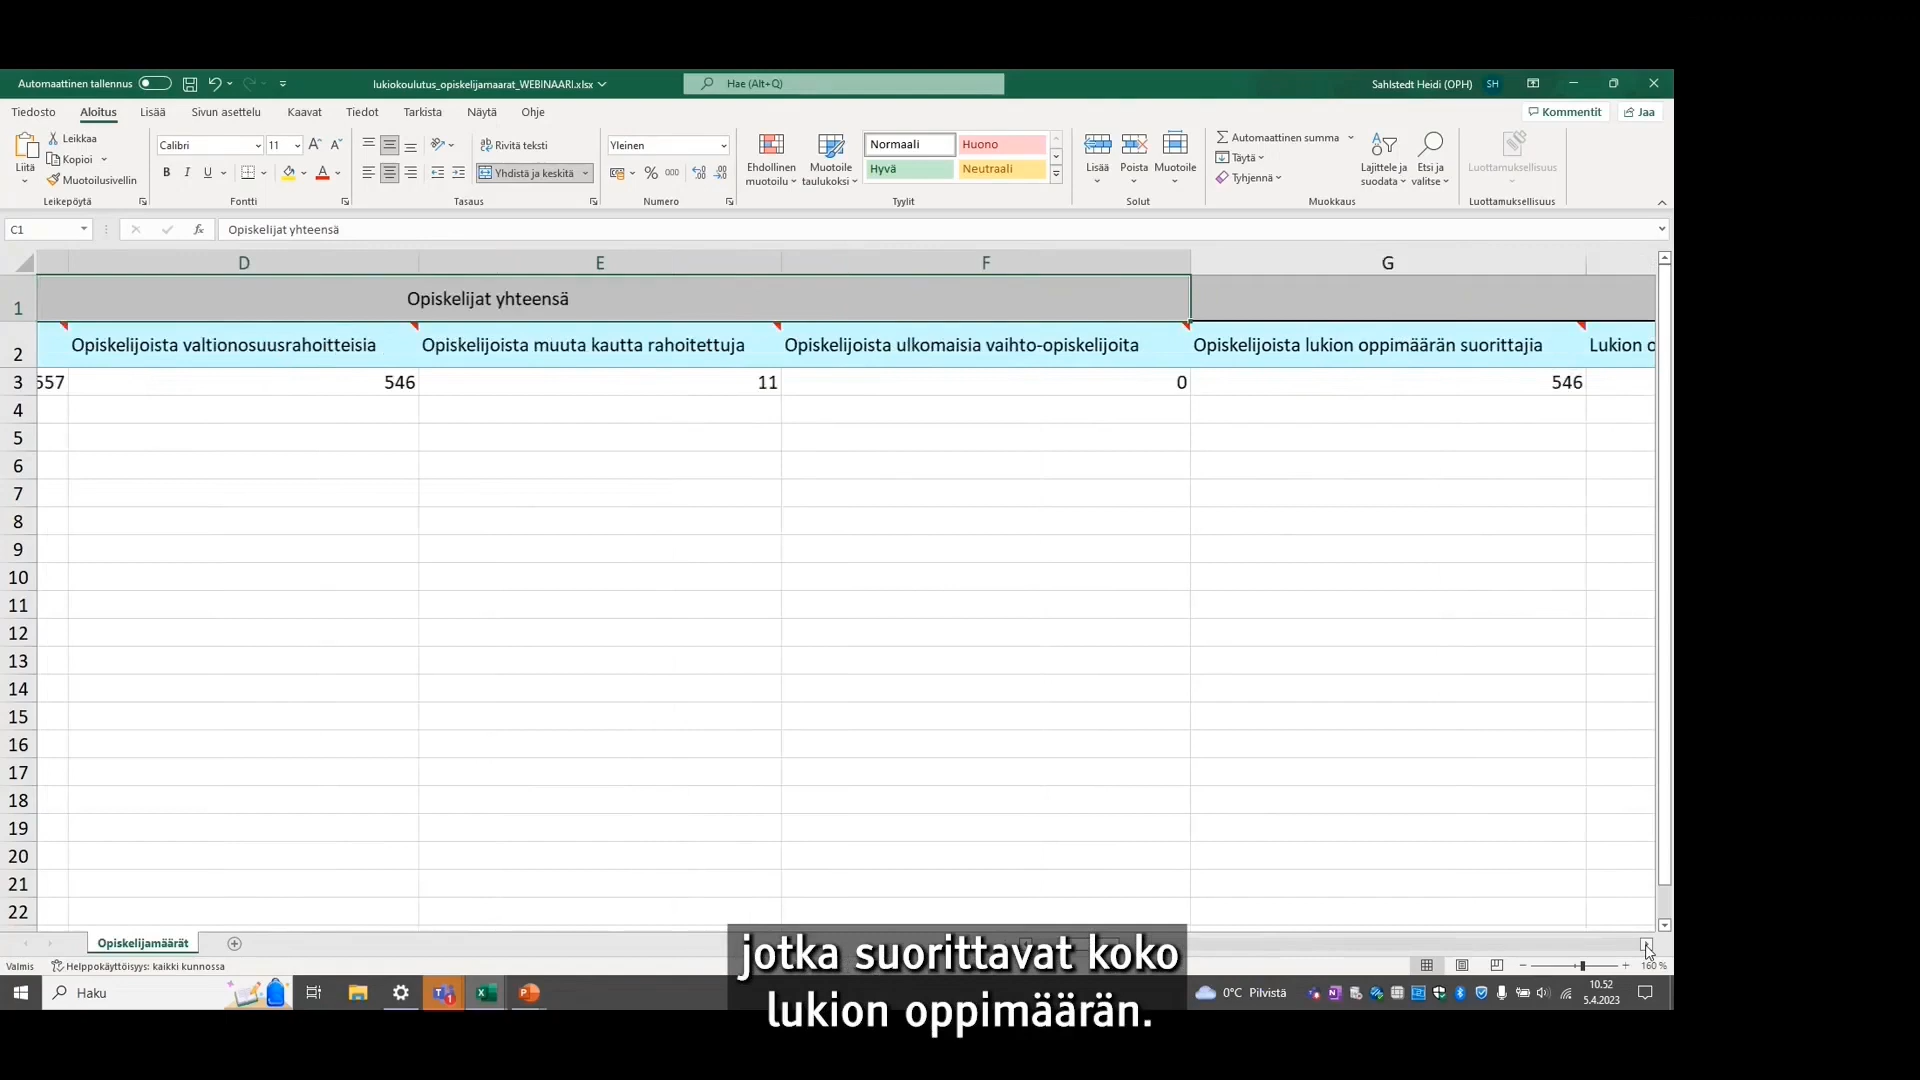 Automaattinen tallennus
lukiokoulutus_opiskelijamaarat_WEBINAARI.xlsx
Hae (Alt+Q)
Sahlstedt Heidi (OPH)
SH
Tiedosto Aloitus Lisää Sivun asettelu Kaavat Tiedot Tarkista Näytä Ohje
Kommentit
Jaa
Liitä
Leikkaa
Kopioi
Muotoilusivellin
Leikepöytä
Calibri 11
B I U
Fontti
Rivitä teksti
Yhdistä ja keskitä
Tasaus
Yleinen
% 000
Numero
Ehdollinen muotoilu
Muotoile taulukoksi
Normaali Huono
Hyvä Neutraali
Tyylit
Lisää Poista Muotoile
Solut
Automaattinen summa
Täytä
Tyhjennä
Lajittele ja suodata
Etsi ja valitse
Muokkaus
Luottamuksellisuus
Luottamuksellisuus
C1
fx
Opiskelijat yhteensä
D E F G
1 Opiskelijat yhteensä
2 Opiskelijoista valtionosuusrahoitteisia Opiskelijoista muuta kautta rahoitettuja Opiskelijoista ulkomaisia vaihto-opiskelijoita Opiskelijoista lukion oppimäärän suorittajia Lukion o
3 557 546 11 0 546
4
5
6
7
8
9
10
11
12
13
14
15
16
17
18
19
20
21
22
Opiskelijamäärät
Valmis
Helppokäyttöisyys: kaikki kunnossa
160 %
Haku
0°C Pilvistä
10.52
5.4.2023
jotka suorittavat koko
lukion oppimäärän.